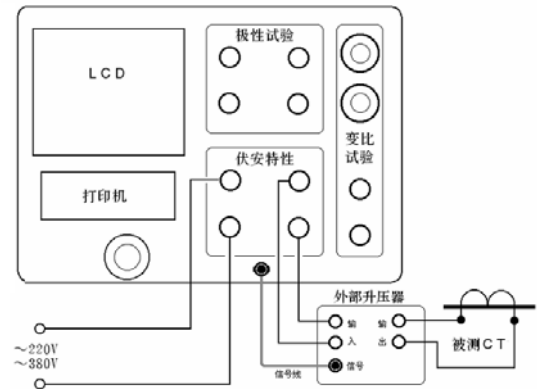 LCD
极性试验
变比
试验
伏安特性
打印机
外部升压器
输 输
入 出
信号
信号线
被测CT
～220V
～380V